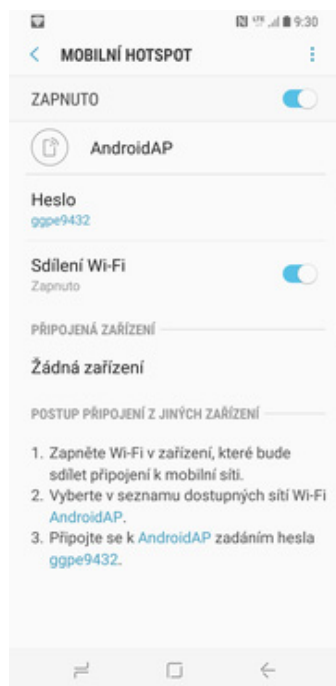 9:30
MOBILNÍ HOTSPOT
ZAPNUTO
AndroidAP
Heslo
ggpe9432
Sdílení Wi-Fi
Zapnuto
PŘIPOJENÁ ZAŘÍZENÍ
Žádná zařízení
POSTUP PŘIPOJENÍ Z JINÝCH ZAŘÍZENÍ
1. Zapněte Wi-Fi v zařízení, které bude
sdílet připojení k mobilní síti.
2. Vyberte v seznamu dostupných sítí Wi-Fi
AndroidAP.
3. Připojte se k AndroidAP zadáním hesla
ggpe9432.